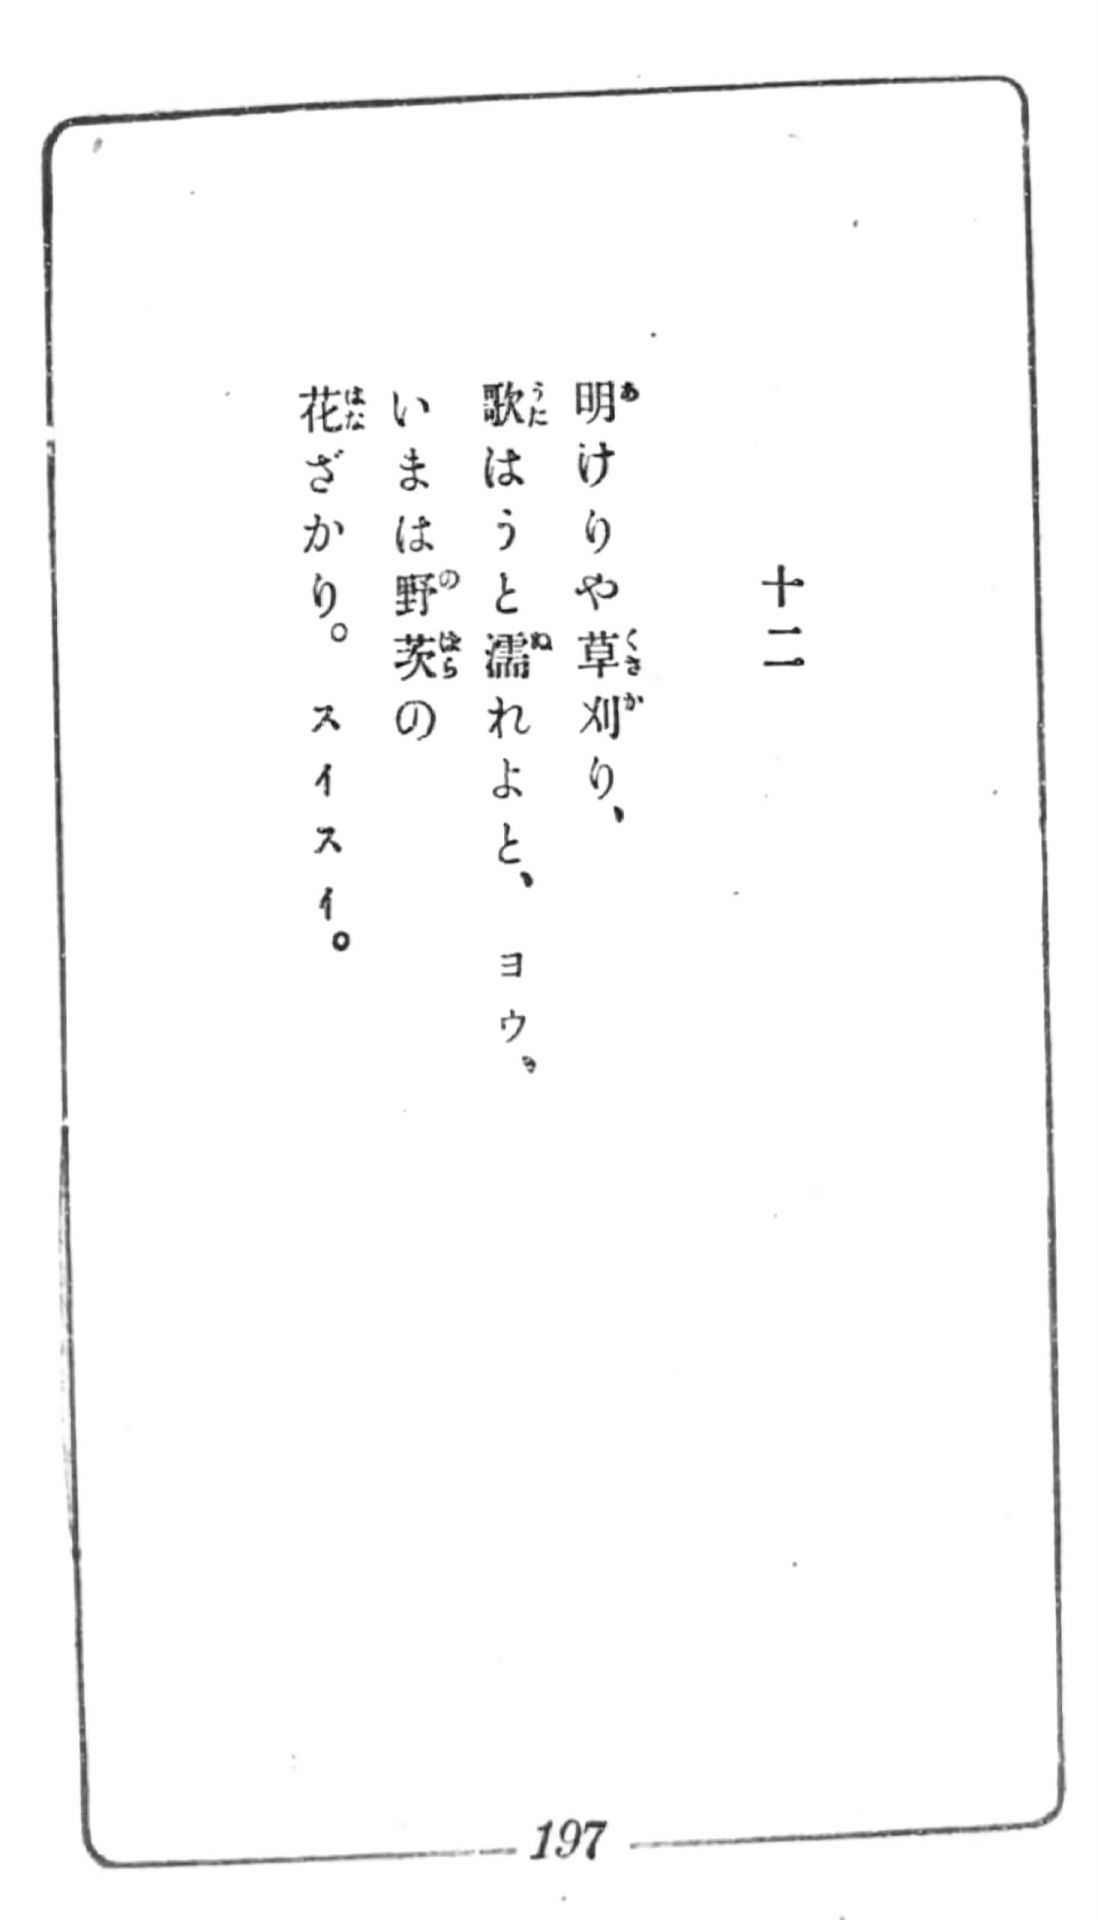 十二
明けりや草刈り、
歌はうと濡れよと、 ヨウ、
いまは野茨の
花ざかり。 スイスイ。
197